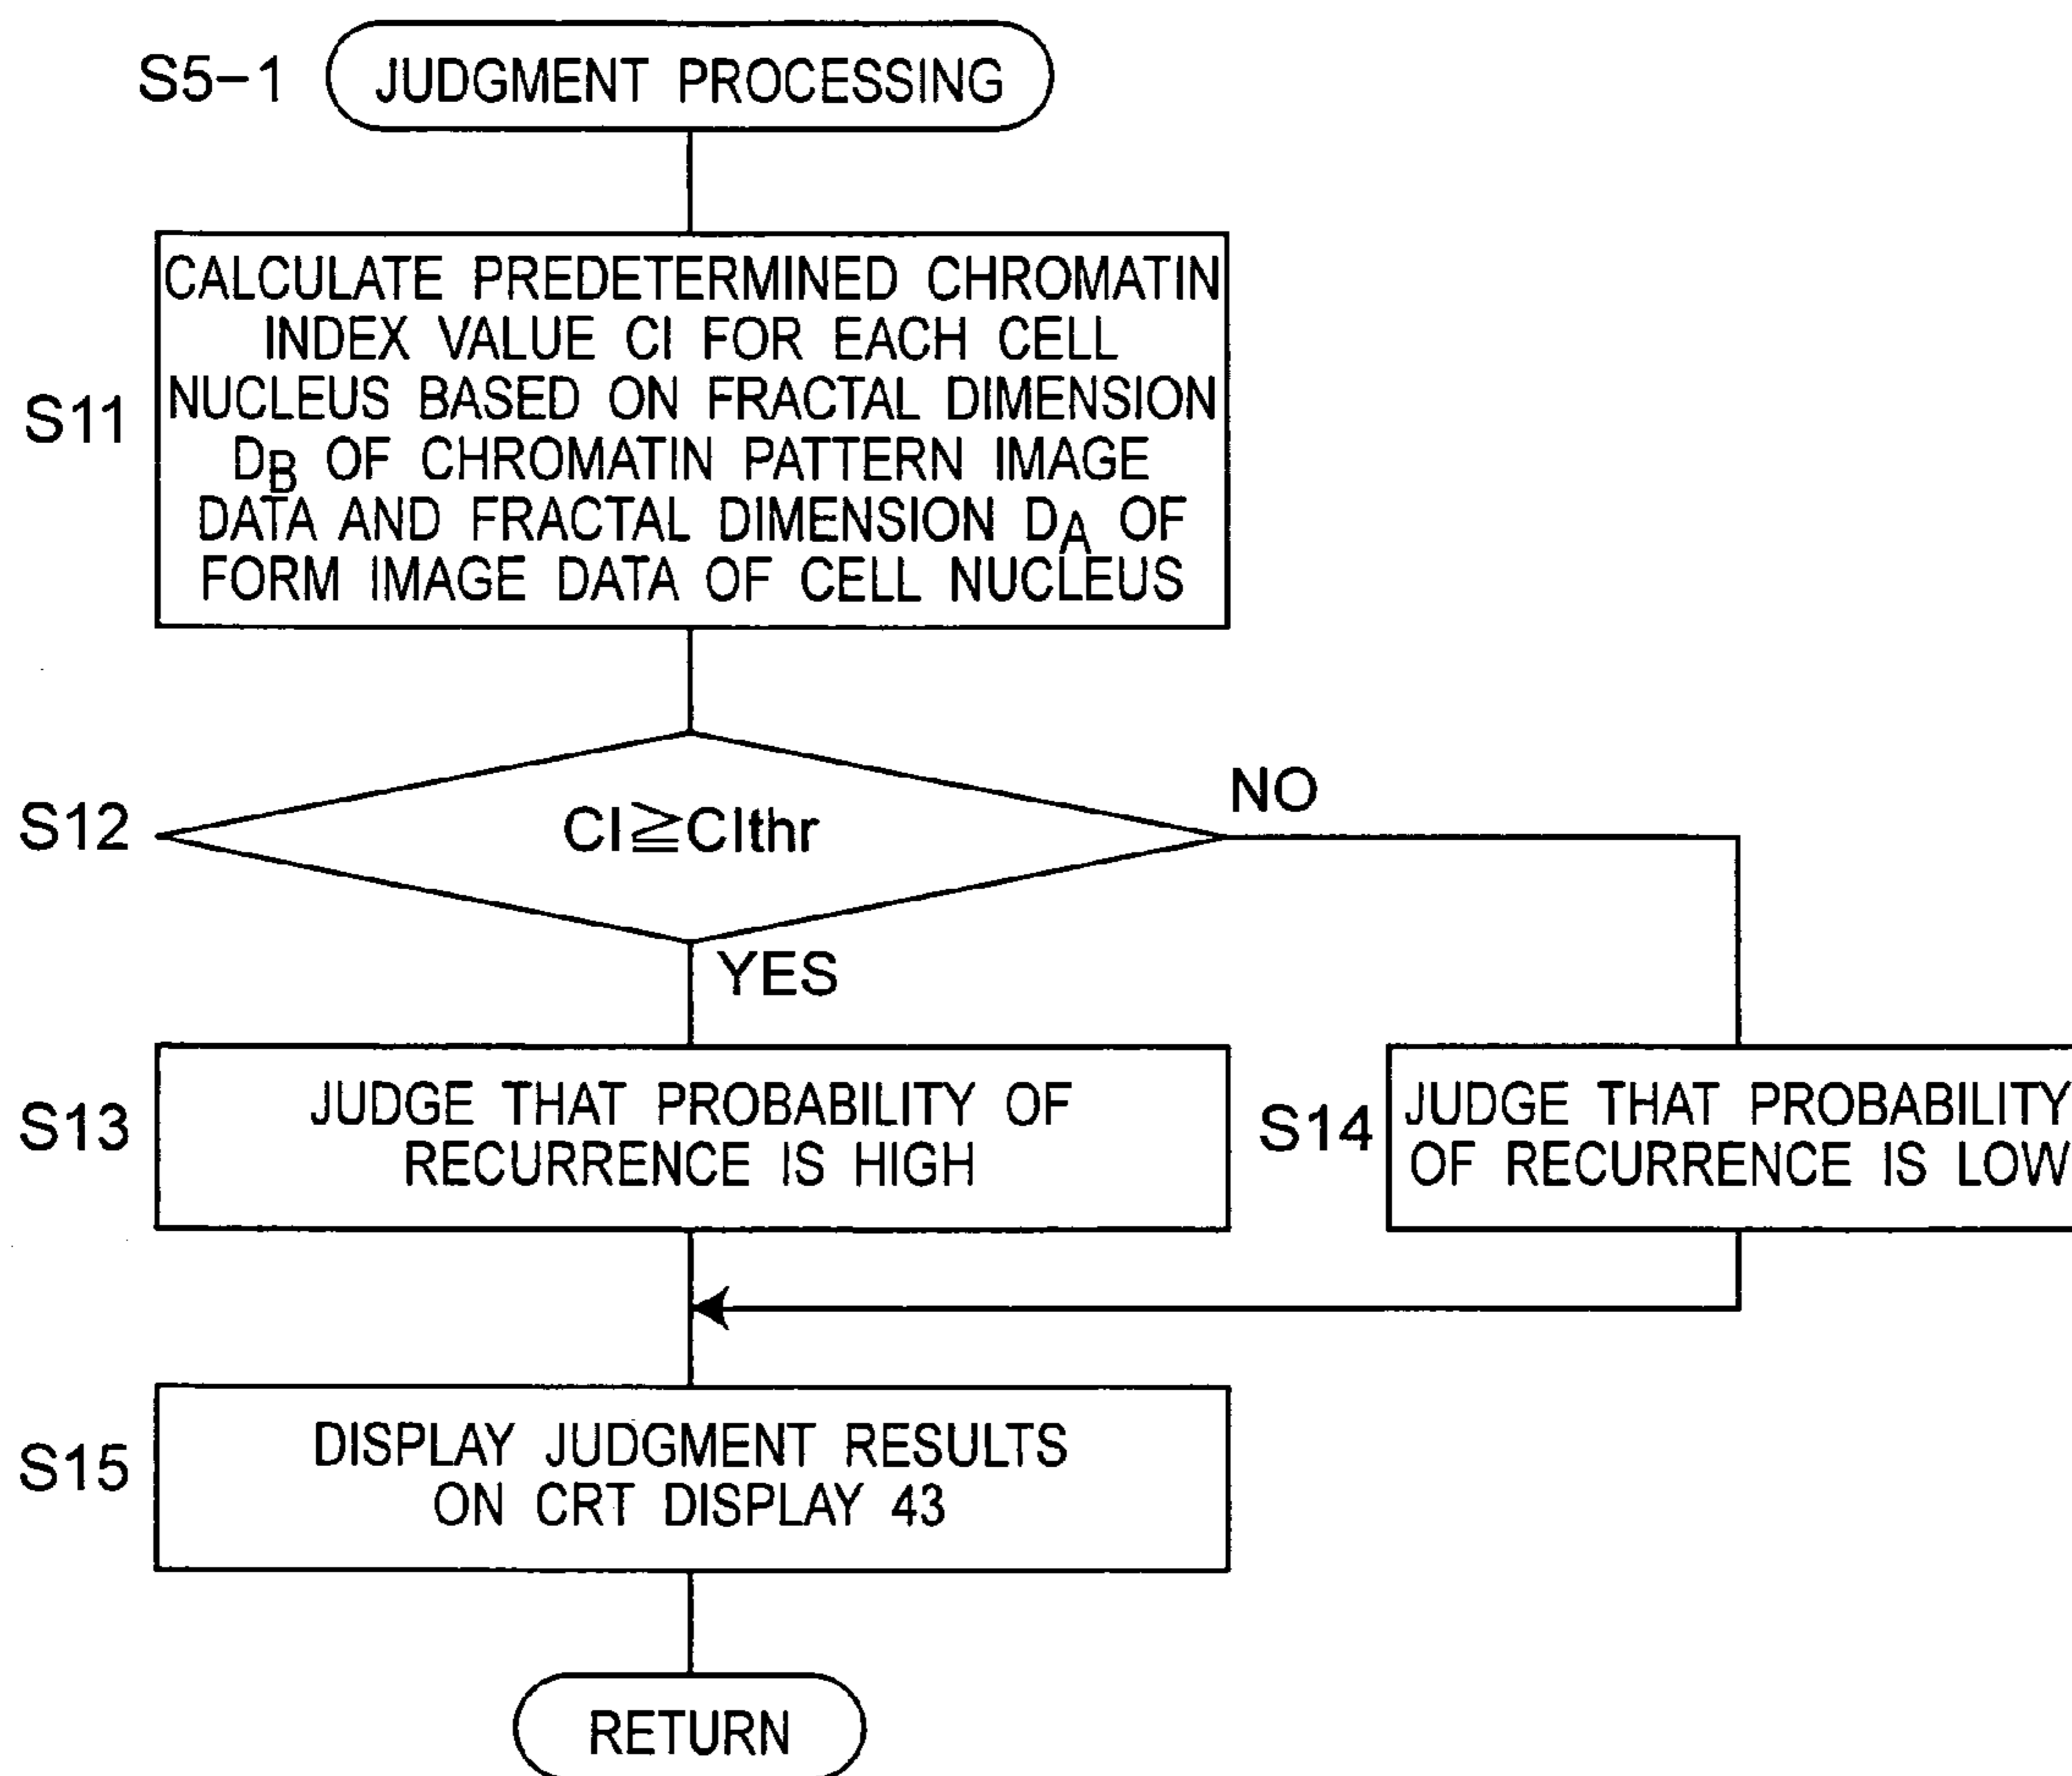 S5-1 JUDGMENT PROCESSING
S11
CALCULATE PREDETERMINED CHROMATIN
INDEX VALUE CI FOR EACH CELL
NUCLEUS BASED ON FRACTAL DIMENSION
DB OF CHROMATIN PATTERN IMAGE
DATA AND FRACTAL DIMENSION DA OF
FORM IMAGE DATA OF CELL NUCLEUS
S12
CI≧CIthr
NO
YES
S13
JUDGE THAT PROBABILITY OF
RECURRENCE IS HIGH
S14
JUDGE THAT PROBABILITY
OF RECURRENCE IS LOW
S15
DISPLAY JUDGMENT RESULTS
ON CRT DISPLAY 43
RETURN